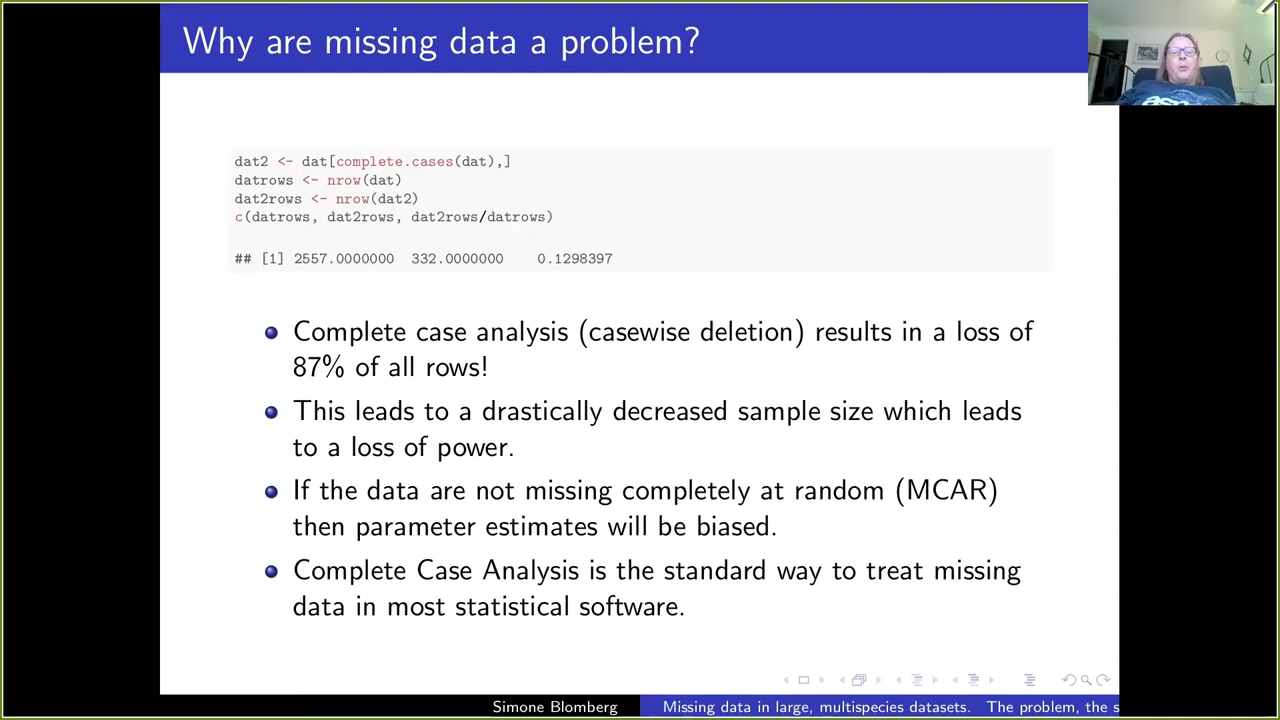 Why are missing data a problem?
dat2 <- dat[complete.cases(dat),]
datrows <- nrow(dat)
dat2rows <- nrow(dat2)
c(datrows, dat2rows, dat2rows/datrows)
## [1] 2557.0000000 332.0000000 0.1298397
Complete case analysis (casewise deletion) results in a loss of
87% of all rows!
This leads to a drastically decreased sample size which leads
to a loss of power.
If the data are not missing completely at random (MCAR)
then parameter estimates will be biased.
Complete Case Analysis is the standard way to treat missing
data in most statistical software.
Simone Blomberg Missing data in large, multispecies datasets. The problem, the s